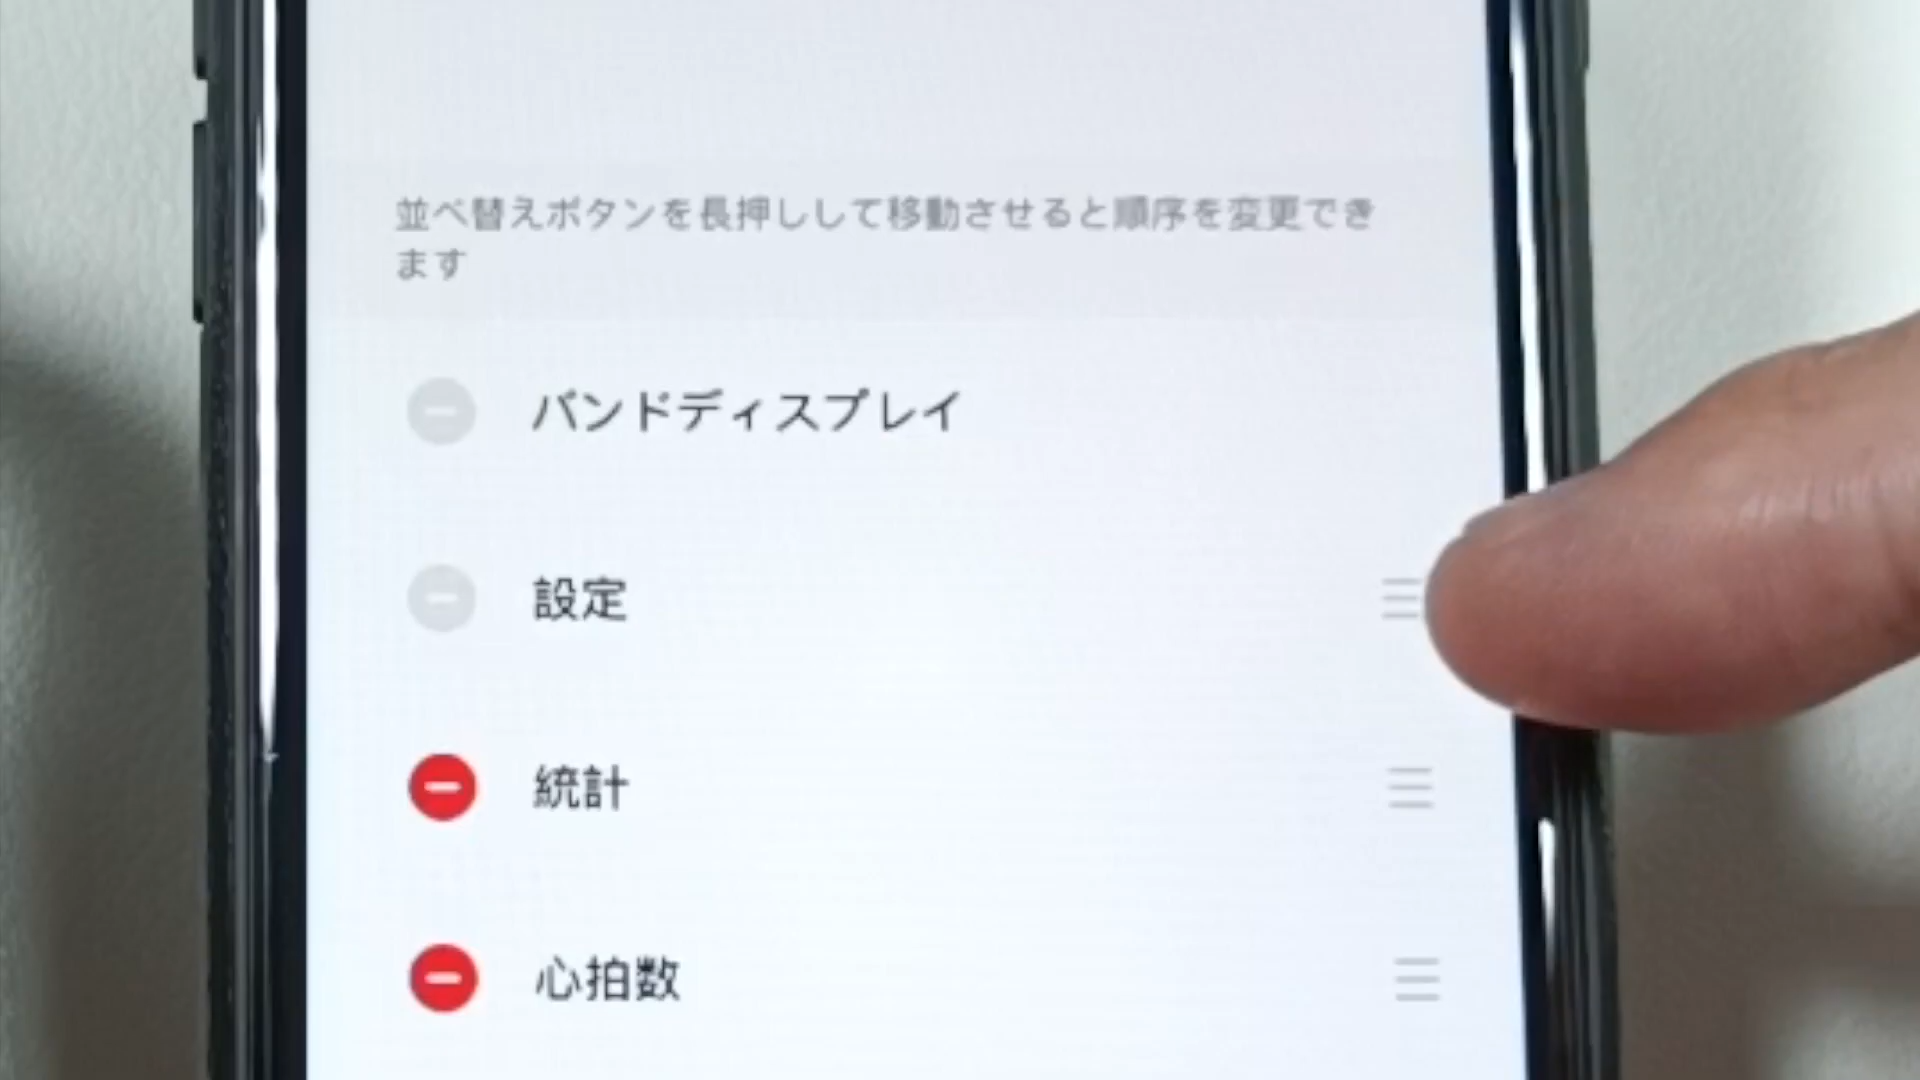 並べ替えボタンを長押しして移動させると順序を変更でき
ます
バンドディスプレイ
設定
統計
心拍数